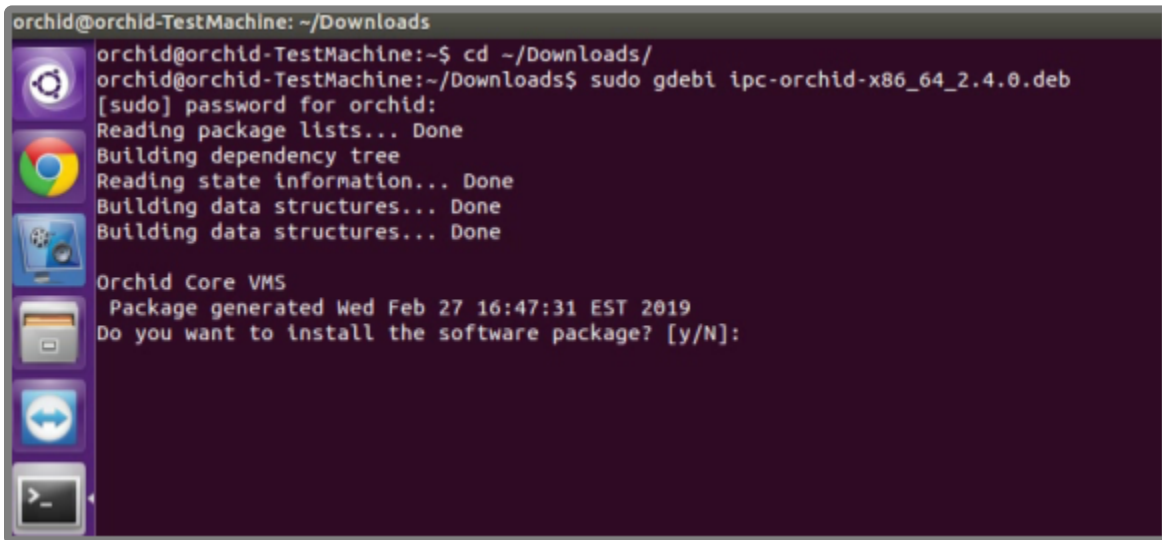 orchid@orchid-TestMachine: ~/Downloads
orchid@orchid-TestMachine:~$ cd ~/Downloads/
orchid@orchid-TestMachine:~/Downloads$ sudo gdebi ipc-orchid-x86_64_2.4.0.deb
[sudo] password for orchid:
Reading package lists... Done
Building dependency tree
Reading state information... Done
Building data structures... Done
Building data structures... Done
Orchid Core VMS
Package generated Wed Feb 27 16:47:31 EST 2019
Do you want to install the software package? [y/N]: